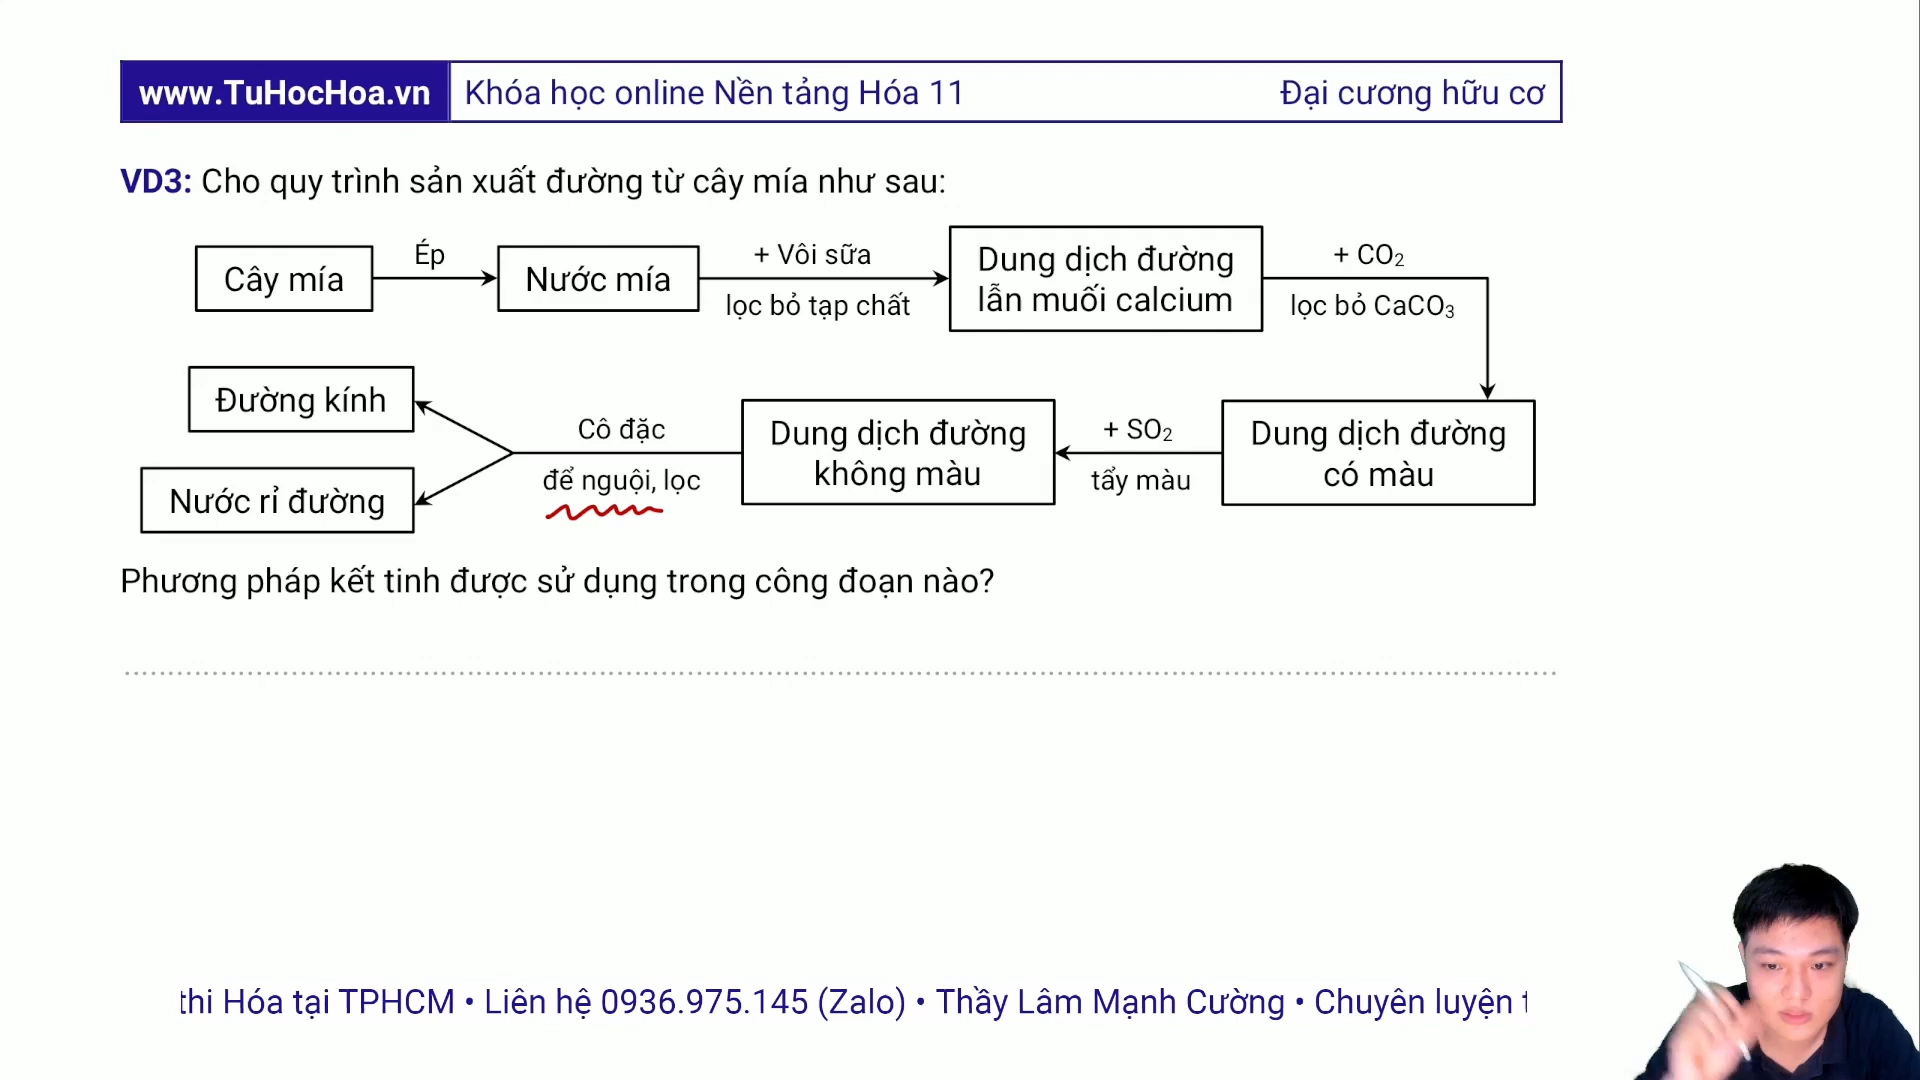 www.TuHocHoa.vn Khóa học online Nền tảng Hóa 11 Đại cương hữu cơ
VD3: Cho quy trình sản xuất đường từ cây mía như sau:
Cây mía
Ép
Nước mía
+ Vôi sữa
lọc bỏ tạp chất
Dung dịch đường
lẫn muối calcium
+ CO₂
lọc bỏ CaCO₃
Dung dịch đường
có màu
+ SO₂
tẩy màu
Dung dịch đường
không màu
Cô đặc
để nguội, lọc
Đường kính
Nước rỉ đường
Phương pháp kết tinh được sử dụng trong công đoạn nào?
thi Hóa tại TPHCM • Liên hệ 0936.975.145 (Zalo) • Thầy Lâm Mạnh Cường • Chuyên luyện t